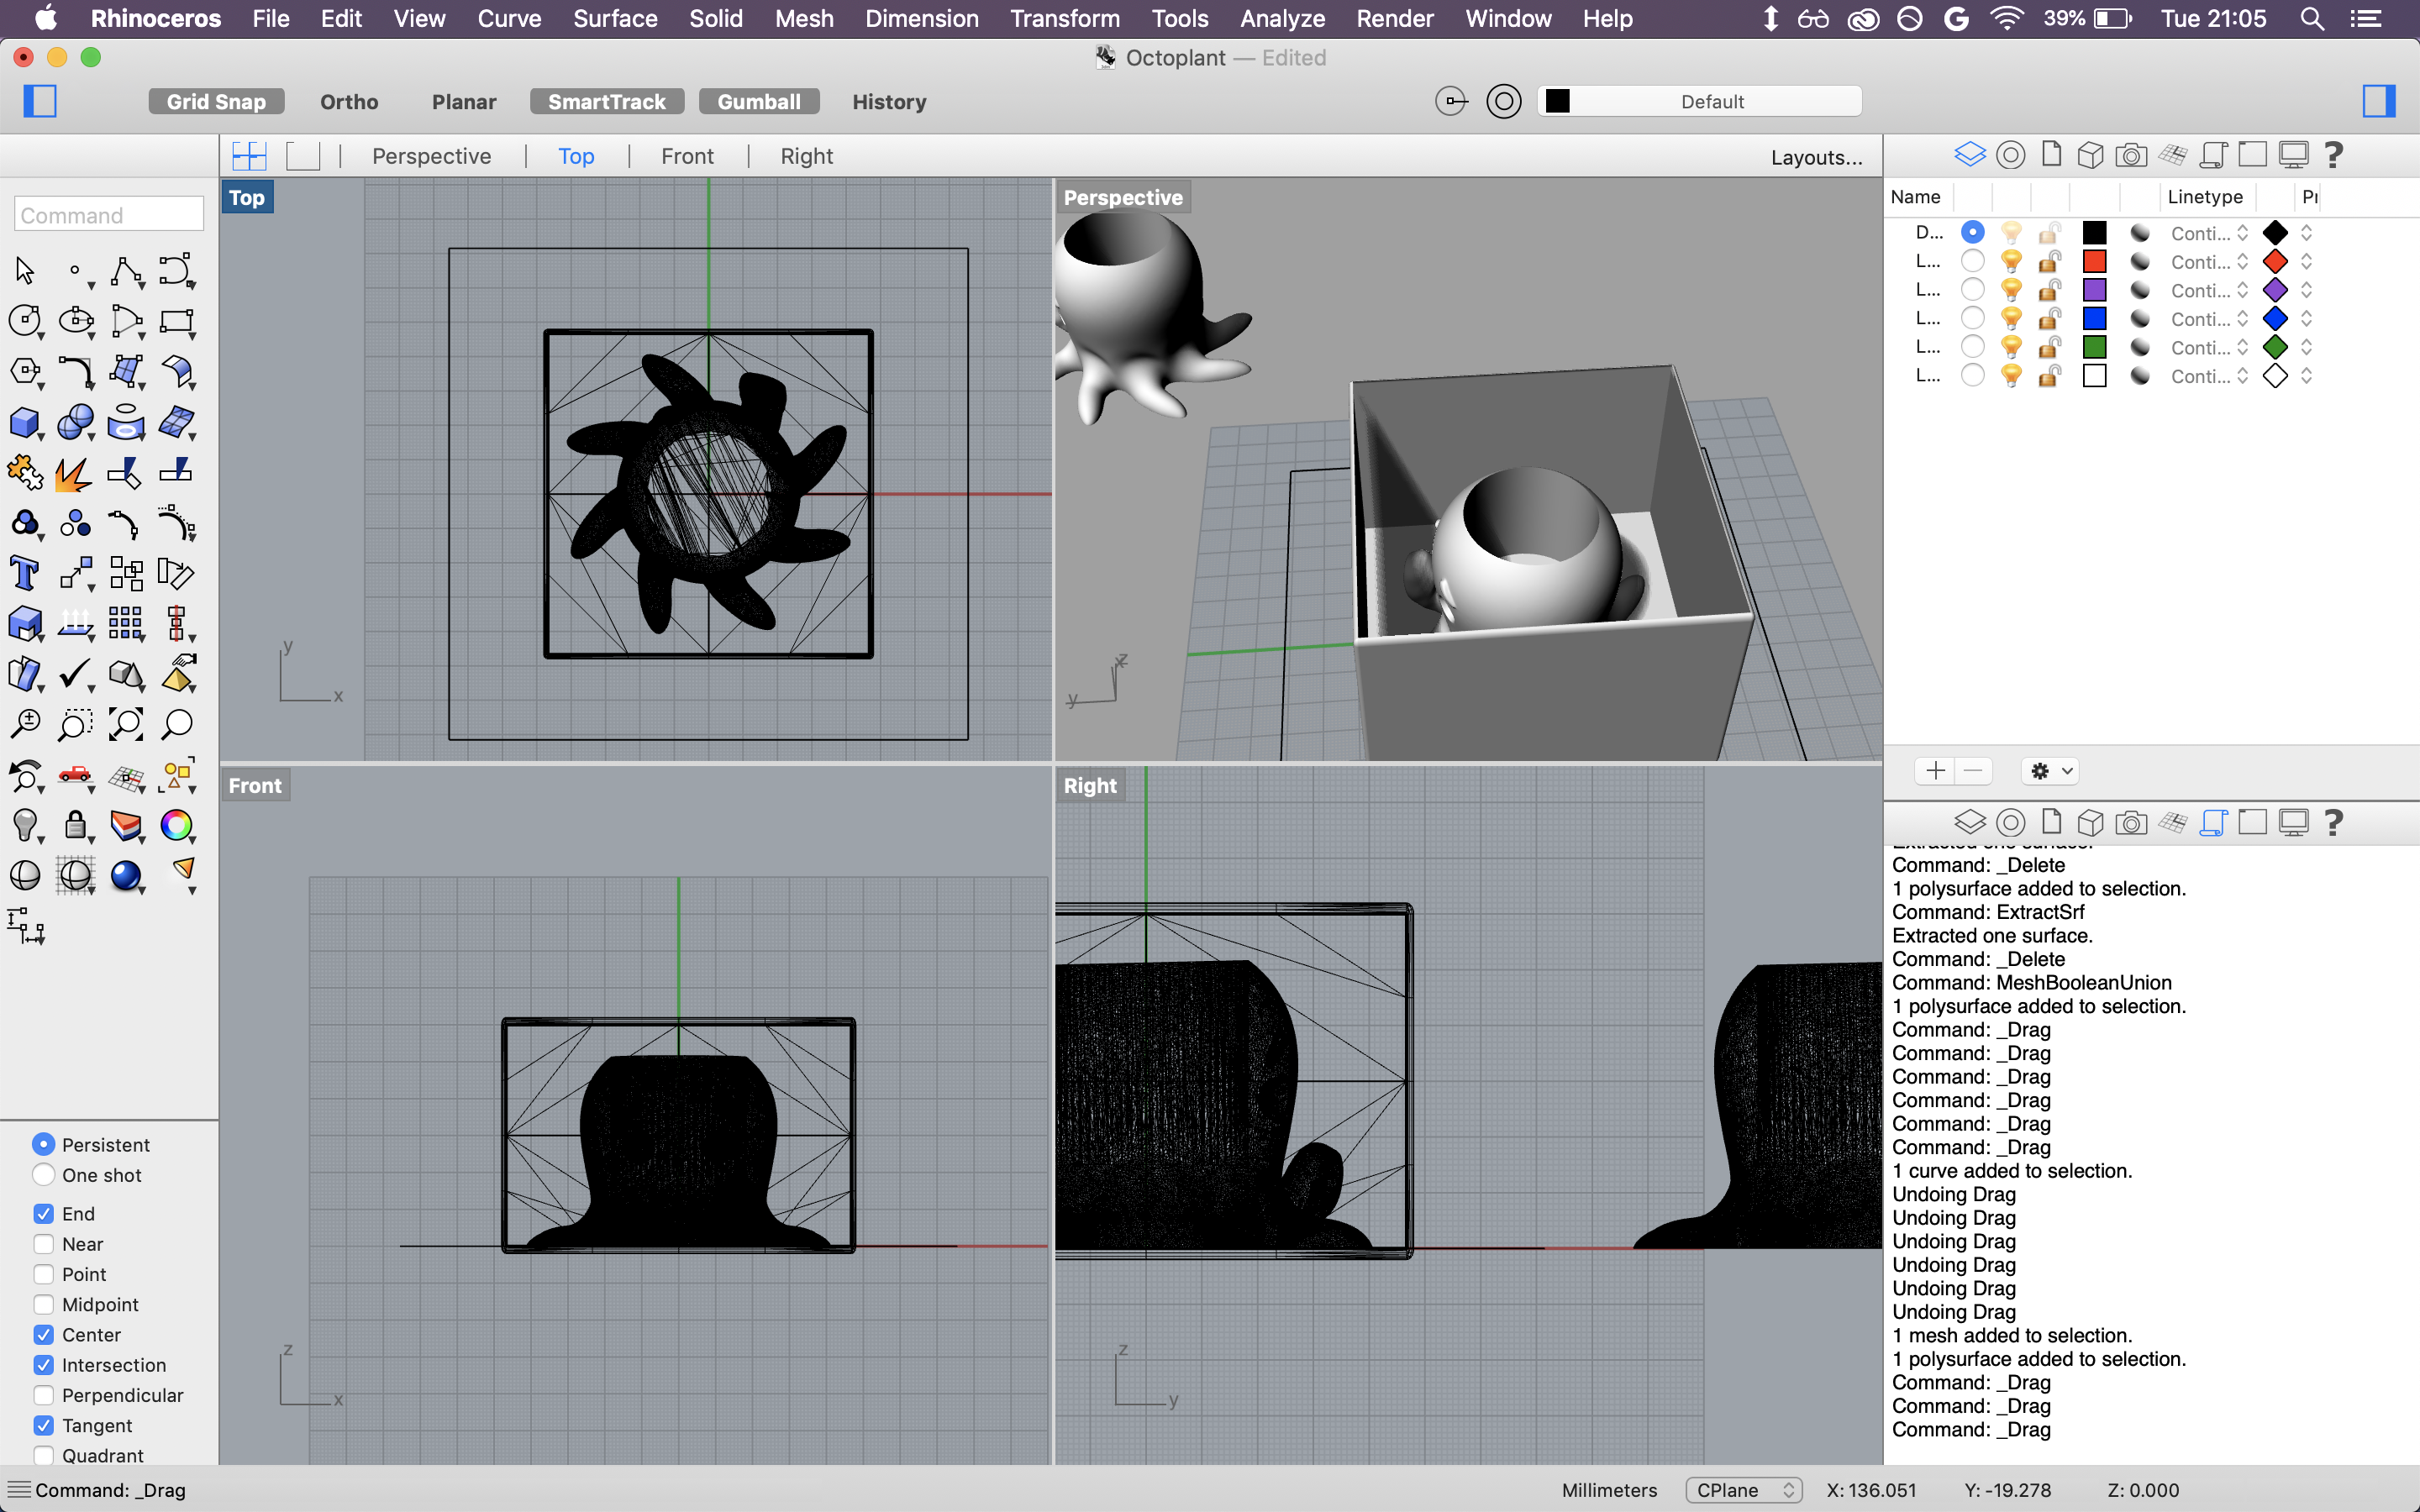 Rhinoceros File Edit View Curve Surface Solid Mesh Dimension Transform Tools Analyze Render Window Help 39% Tue 21:05
Octoplant — Edited
Grid Snap Ortho Planar SmartTrack Gumball History Default
Perspective Top Front Right Layouts...
Top
Perspective
Name Linetype
Command
D... Conti...
L... Conti...
L... Conti...
L... Conti...
L... Conti...
L... Conti...
y
x
z
y
Front
Right
Command: _Delete
1 polysurface added to selection.
Command: ExtractSrf
Extracted one surface.
Command: _Delete
Command: MeshBooleanUnion
1 polysurface added to selection.
Command: _Drag
Command: _Drag
Command: _Drag
Command: _Drag
Command: _Drag
Command: _Drag
1 curve added to selection.
Undoing Drag
Undoing Drag
Undoing Drag
Undoing Drag
Undoing Drag
Undoing Drag
1 mesh added to selection.
1 polysurface added to selection.
Command: _Drag
Command: _Drag
Command: _Drag
Persistent
One shot
End
Near
Point
Midpoint
Center
Intersection
Perpendicular
Tangent
Quadrant
z
x
z
y
Command: _Drag Millimeters CPlane X: 136.051 Y: -19.278 Z: 0.000